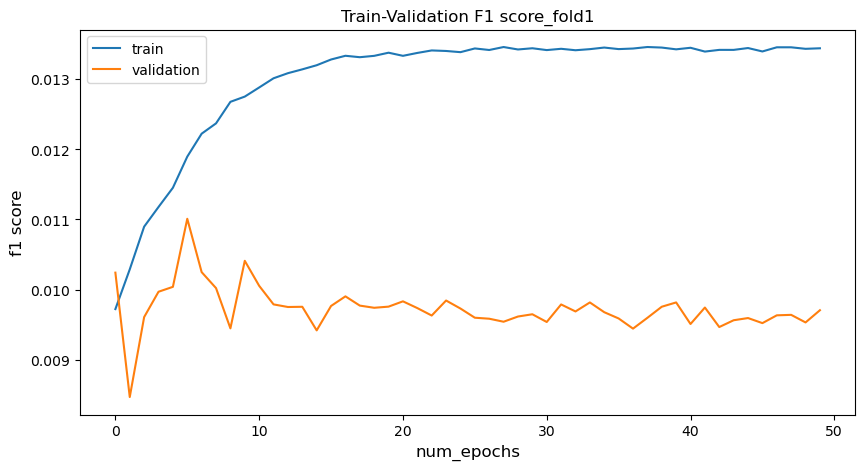 Train-Validation F1 score_fold1
train
validation
f1 score
0.013
0.012
0.011
0.010
0.009
0 10 20 30 40 50
num_epochs